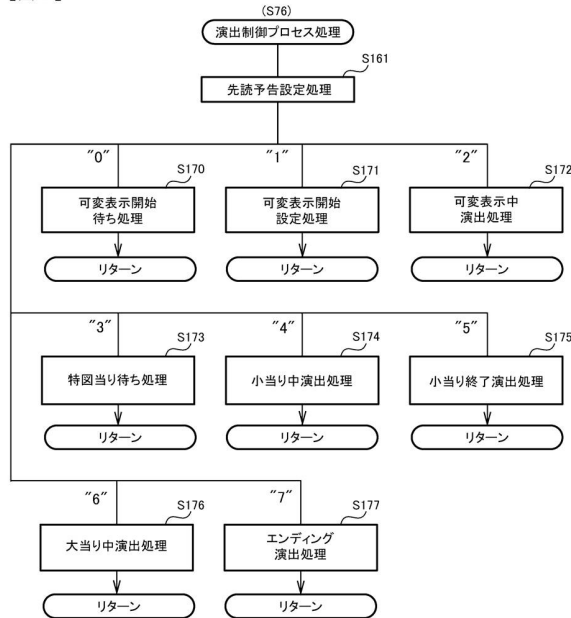 (S76)
演出制御プロセス処理
S161
先読予告設定処理
"0"
"1"
"2"
S170
S171
S172
可変表示開始
待ち処理
可変表示開始
設定処理
可変表示中
演出処理
リターン
リターン
リターン
"3"
"4"
"5"
S173
S174
S175
特図当り待ち処理
小当り中演出処理
小当り終了演出処理
リターン
リターン
リターン
"6"
"7"
S176
S177
大当り中演出処理
エンディング
演出処理
リターン
リターン